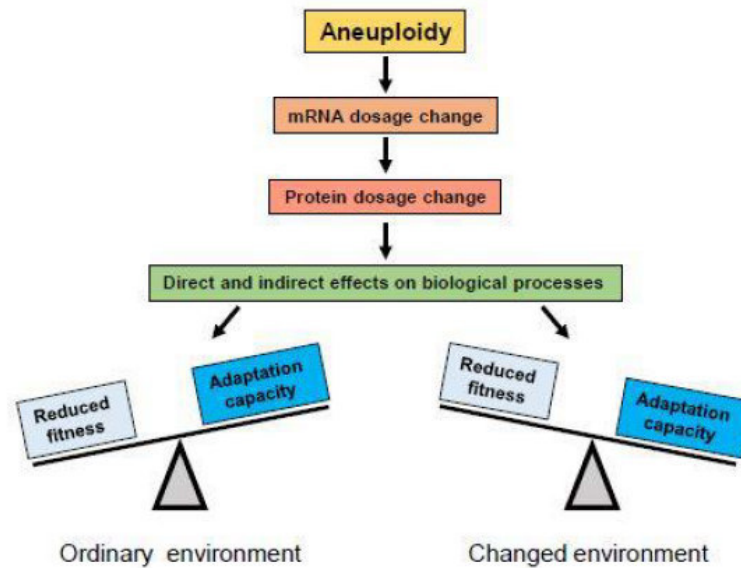 Aneuploidy
mRNA dosage change
Protein dosage change
Direct and indirect effects on biological processes
Reduced
fitness
Adaptation
capacity
Reduced
fitness
Adaptation
capacity
Ordinary environment
Changed environment